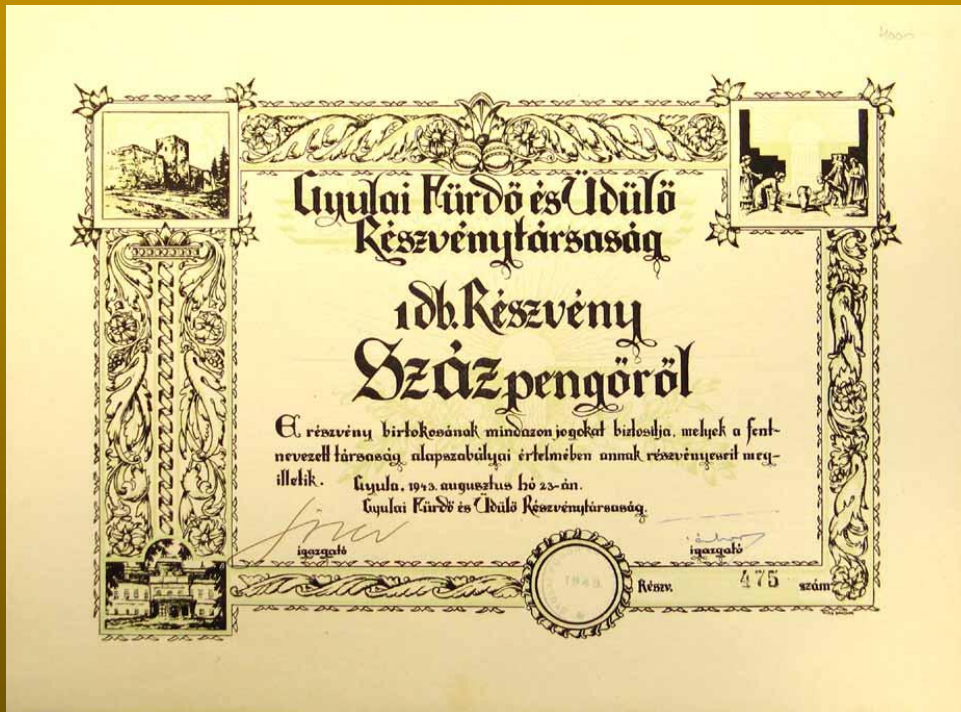 Gyulai Fürdő és Üdülő
Részvénytársaság
1 db. Részvény
Száz pengőről
E részvény birtokosának mindazon jogokat biztosítja, melyek a fent-
nevezett társaság alapszabályai értelmében annak részvényeseit meg-
illetik.
Gyula, 1943. augusztus hó 23-án.
Gyulai Fürdő és Üdülő Részvénytársaság.
igazgató
igazgató
1943.
Részv. 475 szám